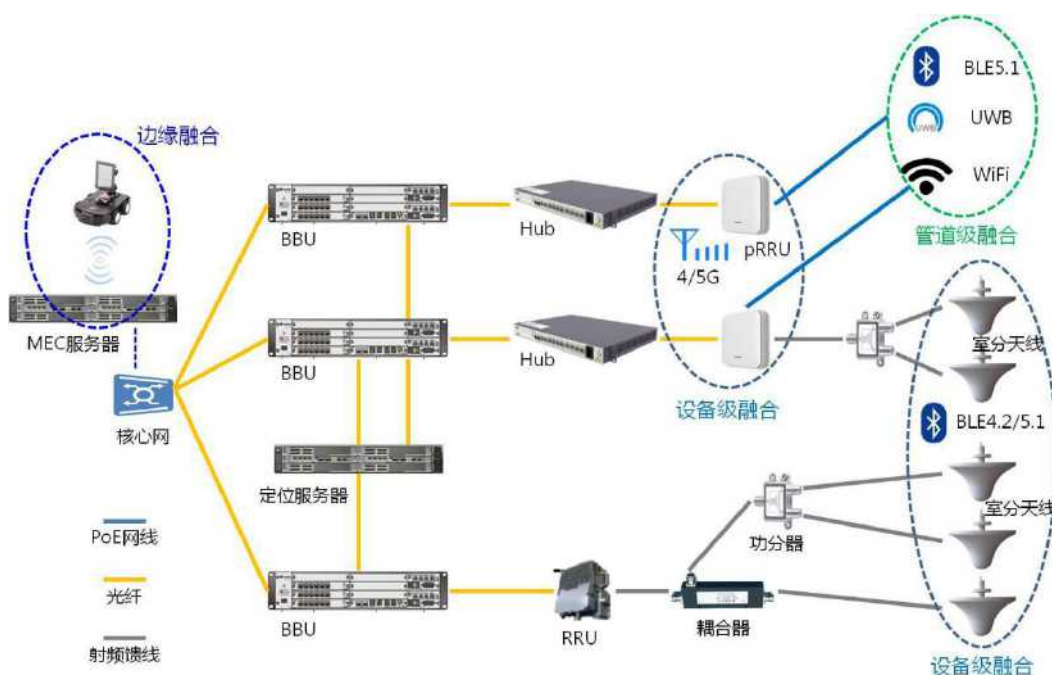 边缘融合
MEC服务器
核心网
PoE网线
光纤
射频馈线
BBU
BBU
定位服务器
BBU
Hub
Hub
RRU
4/5G
pRRU
设备级融合
BLE5.1
UWB
UWB
WiFi
管道级融合
室分天线
BLE4.2/5.1
室分天线
功分器
耦合器
设备级融合